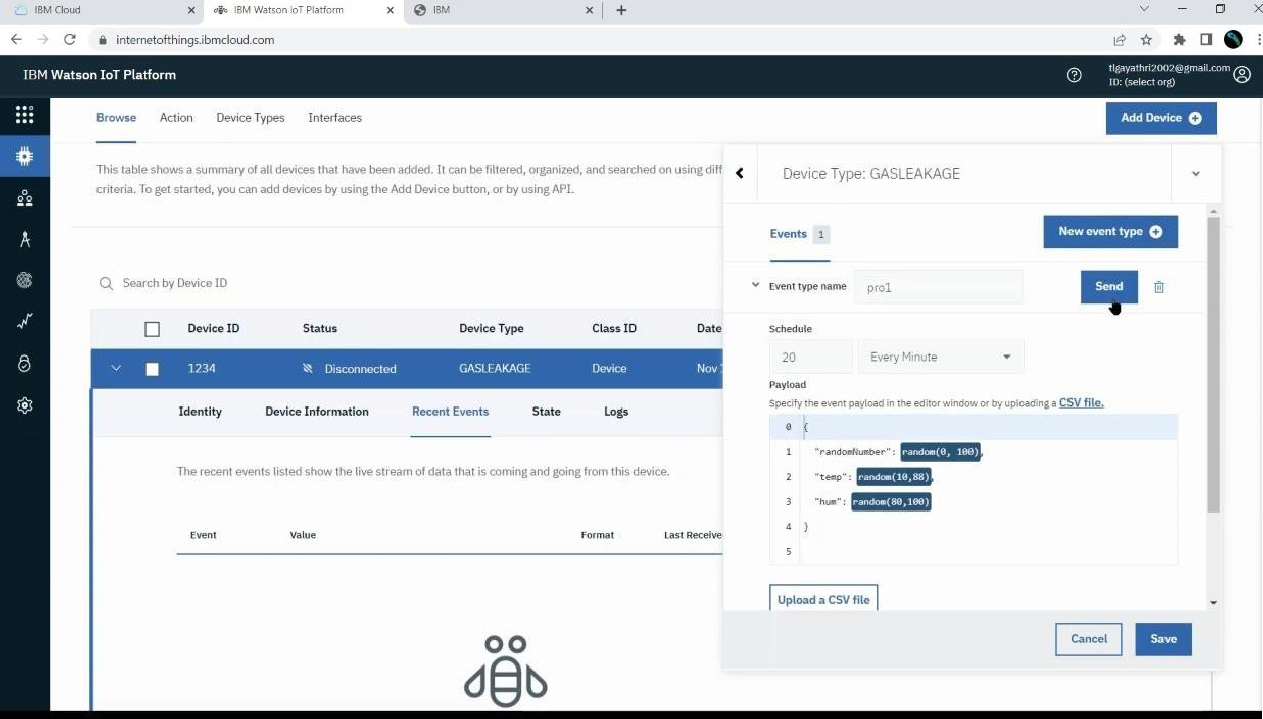 IBM Cloud
IBM Watson IoT Platform
IBM
internetofthings.ibmcloud.com
IBM Watson IoT Platform
tlgayathri2002@gmail.com
ID: (select org)
Browse Action Device Types Interfaces
Add Device
This table shows a summary of all devices that have been added. It can be filtered, organized, and searched on using diff
criteria. To get started, you can add devices by using the Add Device button, or by using API.
Search by Device ID
Device ID Status Device Type Class ID Date
1234 Disconnected GASLEAKAGE Device Nov
Identity Device Information Recent Events State Logs
The recent events listed show the live stream of data that is coming and going from this device.
Event Value Format Last Receive
Device Type: GASLEAKAGE
Events 1
New event type
Event type name pro1 Send
Schedule
20 Every Minute
Payload
Specify the event payload in the editor window or by uploading a CSV file.
0 {
1 "randomNumber": random(0, 100),
2 "temp": random(10,88),
3 "hum": random(80,100)
4 }
5
Upload a CSV file
Cancel Save